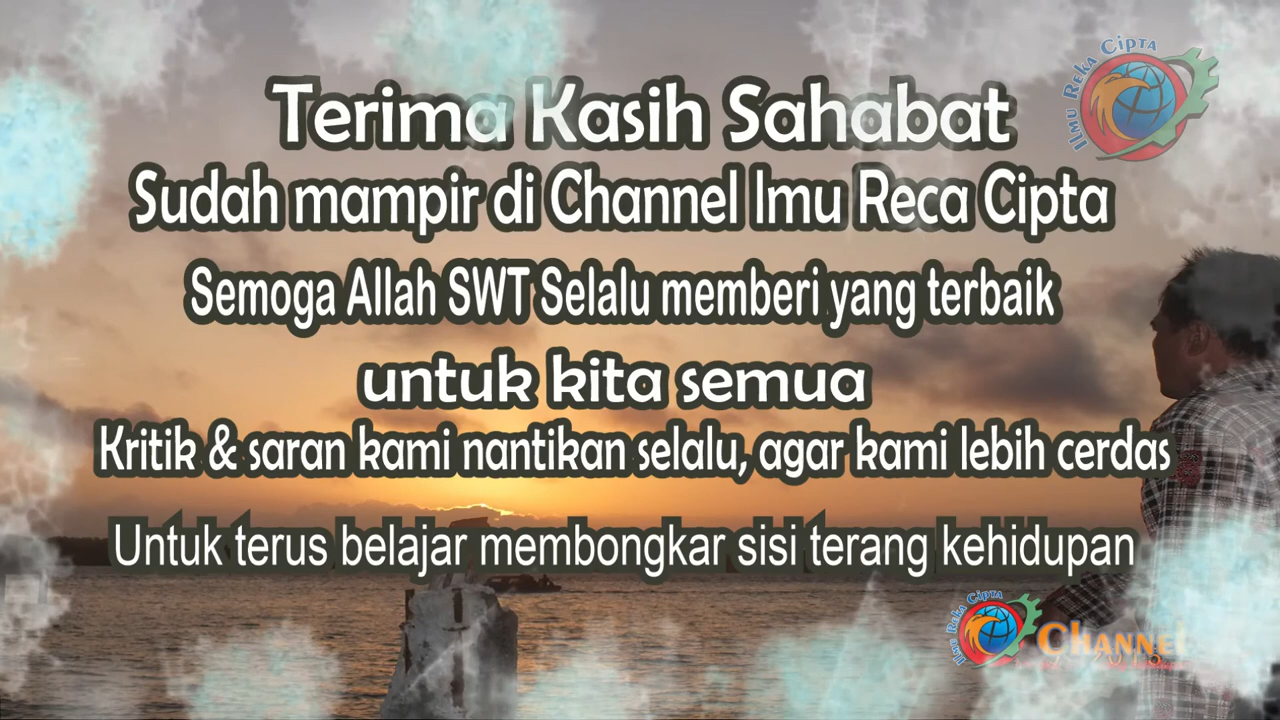 ILMU REKA CIPTA
Terima Kasih Sahabat
Sudah mampir di Channel Imu Reca Cipta
Semoga Allah SWT Selalu memberi yang terbaik
untuk kita semua
Kritik & saran kami nantikan selalu, agar kami lebih cerdas
Untuk terus belajar membongkar sisi terang kehidupan
ILMU REKA CIPTA
Channel